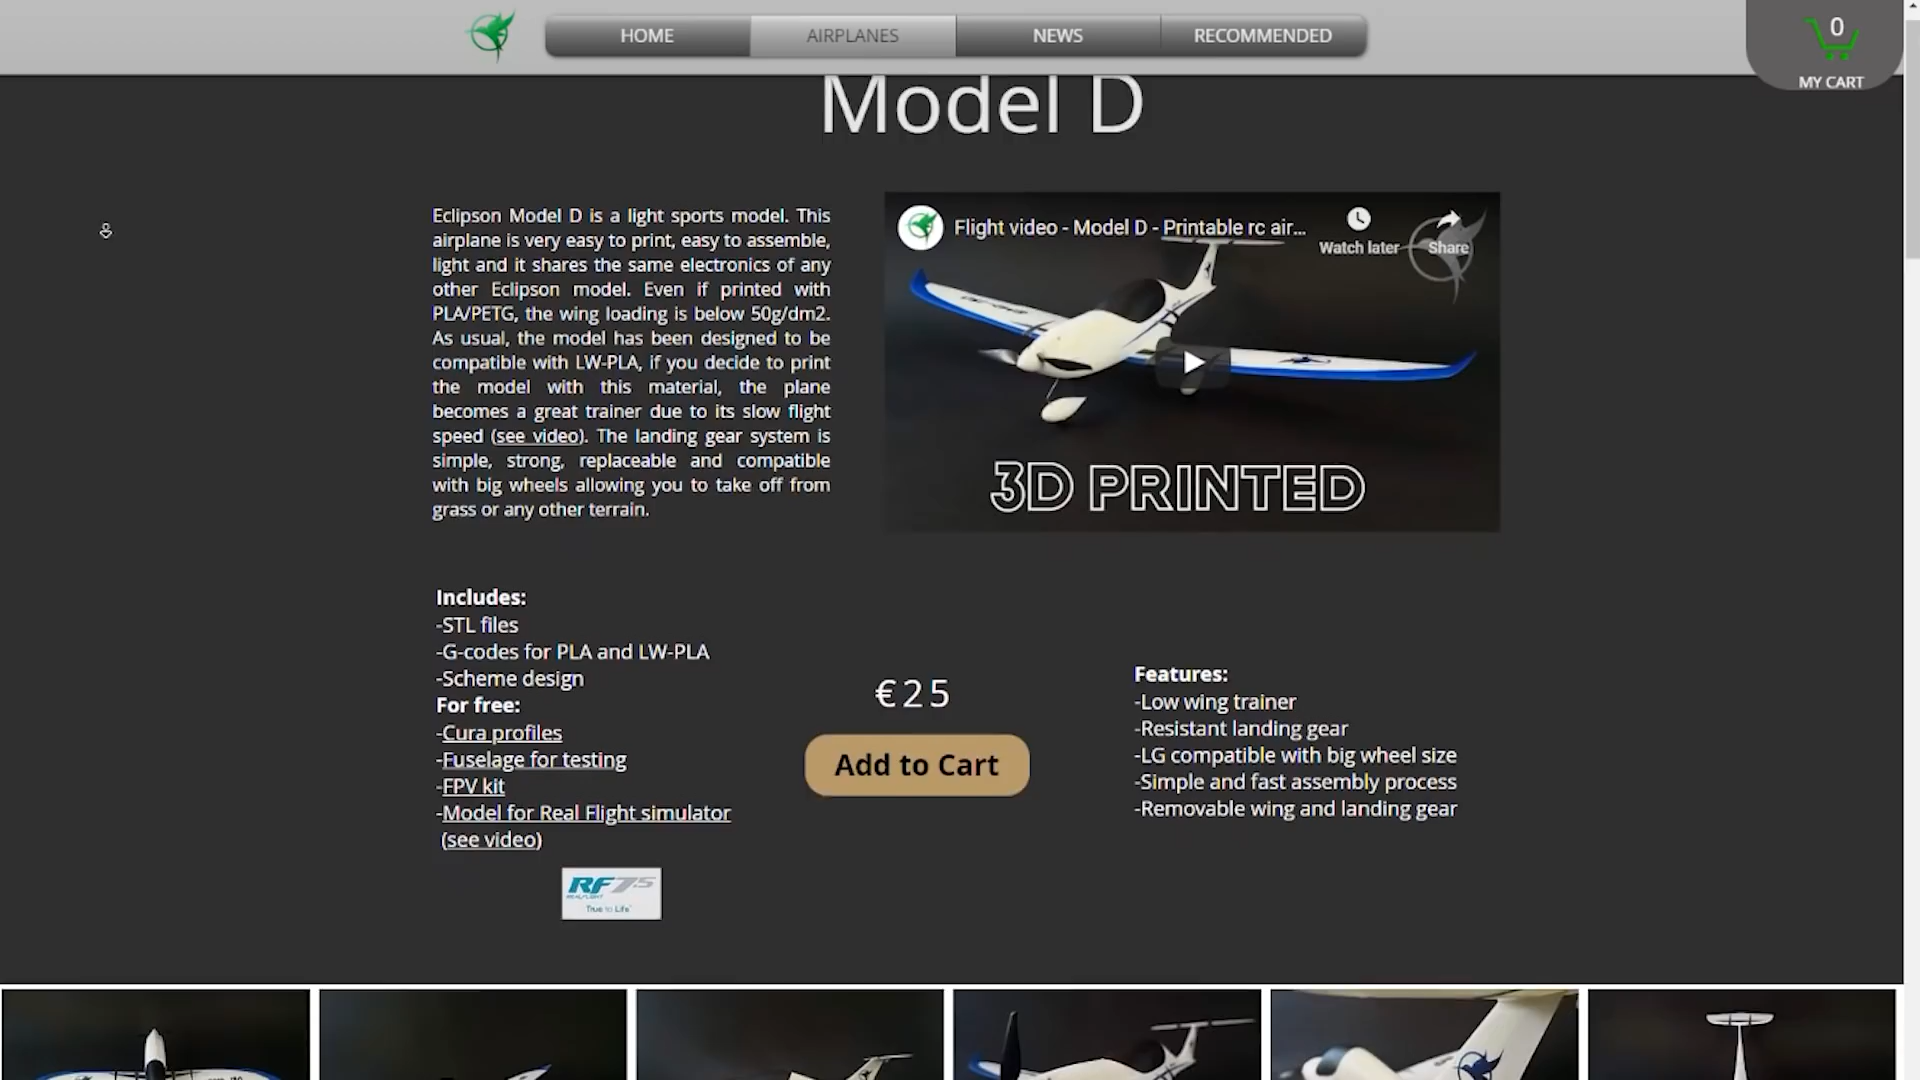 HOME
AIRPLANES
NEWS
RECOMMENDED
0
MY CART
Model D
Eclipson Model D is a light sports model. This
airplane is very easy to print, easy to assemble,
light and it shares the same electronics of any
other Eclipson model. Even if printed with
PLA/PETG, the wing loading is below 50g/dm2.
As usual, the model has been designed to be
compatible with LW-PLA, if you decide to print
the model with this material, the plane
becomes a great trainer due to its slow flight
speed (see video). The landing gear system is
simple, strong, replaceable and compatible
with big wheels allowing you to take off from
grass or any other terrain.
Flight video - Model D - Printable rc air...
Watch later
Share
3D PRINTED
Includes:
-STL files
-G-codes for PLA and LW-PLA
-Scheme design
For free:
-Cura profiles
-Fuselage for testing
-FPV kit
-Model for Real Flight simulator
(see video)
RF7.5
REALFLIGHT
True to Life
€25
Add to Cart
Features:
-Low wing trainer
-Resistant landing gear
-LG compatible with big wheel size
-Simple and fast assembly process
-Removable wing and landing gear